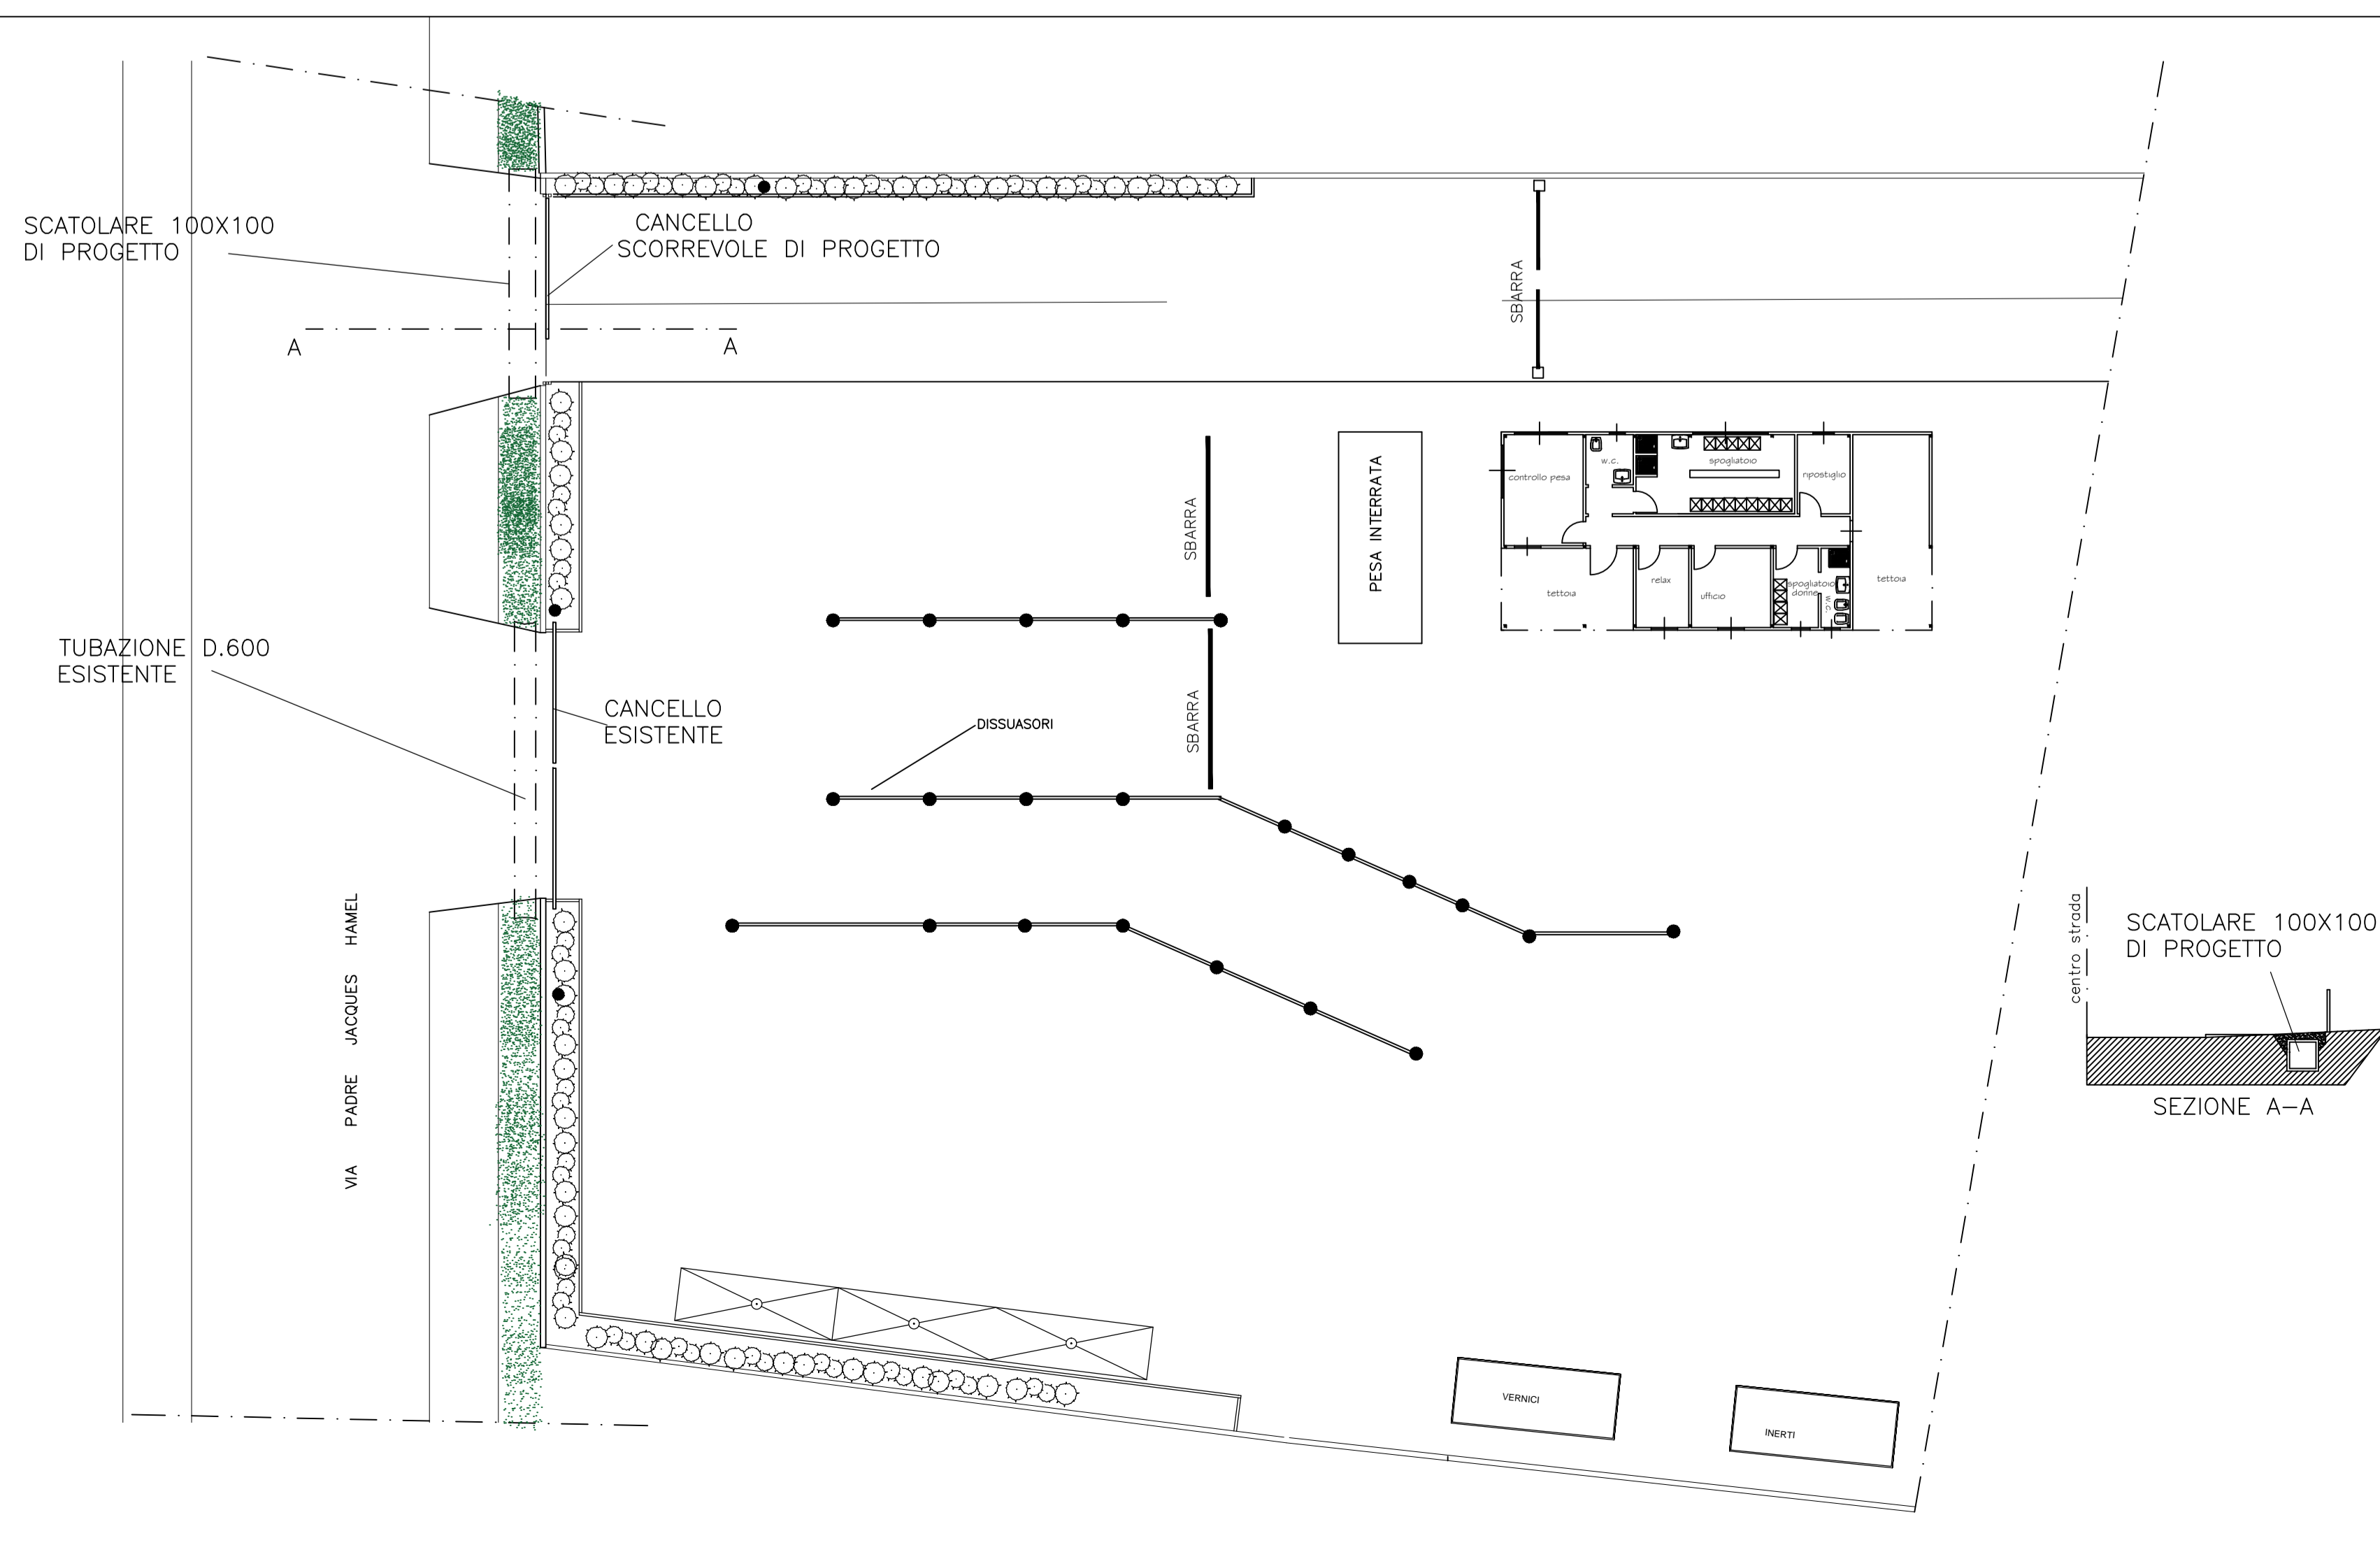 SCATOLARE 100X100
DI PROGETTO
CANCELLO
SCORREVOLE DI PROGETTO
SBARRA
A
A
SBARRA
PESA INTERRATA
controllo pesa
w.c.
spogliatoio
ripostiglio
tettoia
relax
ufficio
spogliatoio
donne
w.c.
tettoia
TUBAZIONE D.600
ESISTENTE
CANCELLO
ESISTENTE
DISSUASORI
SBARRA
VIA PADRE JACQUES HAMEL
centro strada
SCATOLARE 100X100
DI PROGETTO
SEZIONE A-A
VERNICI
INERTI